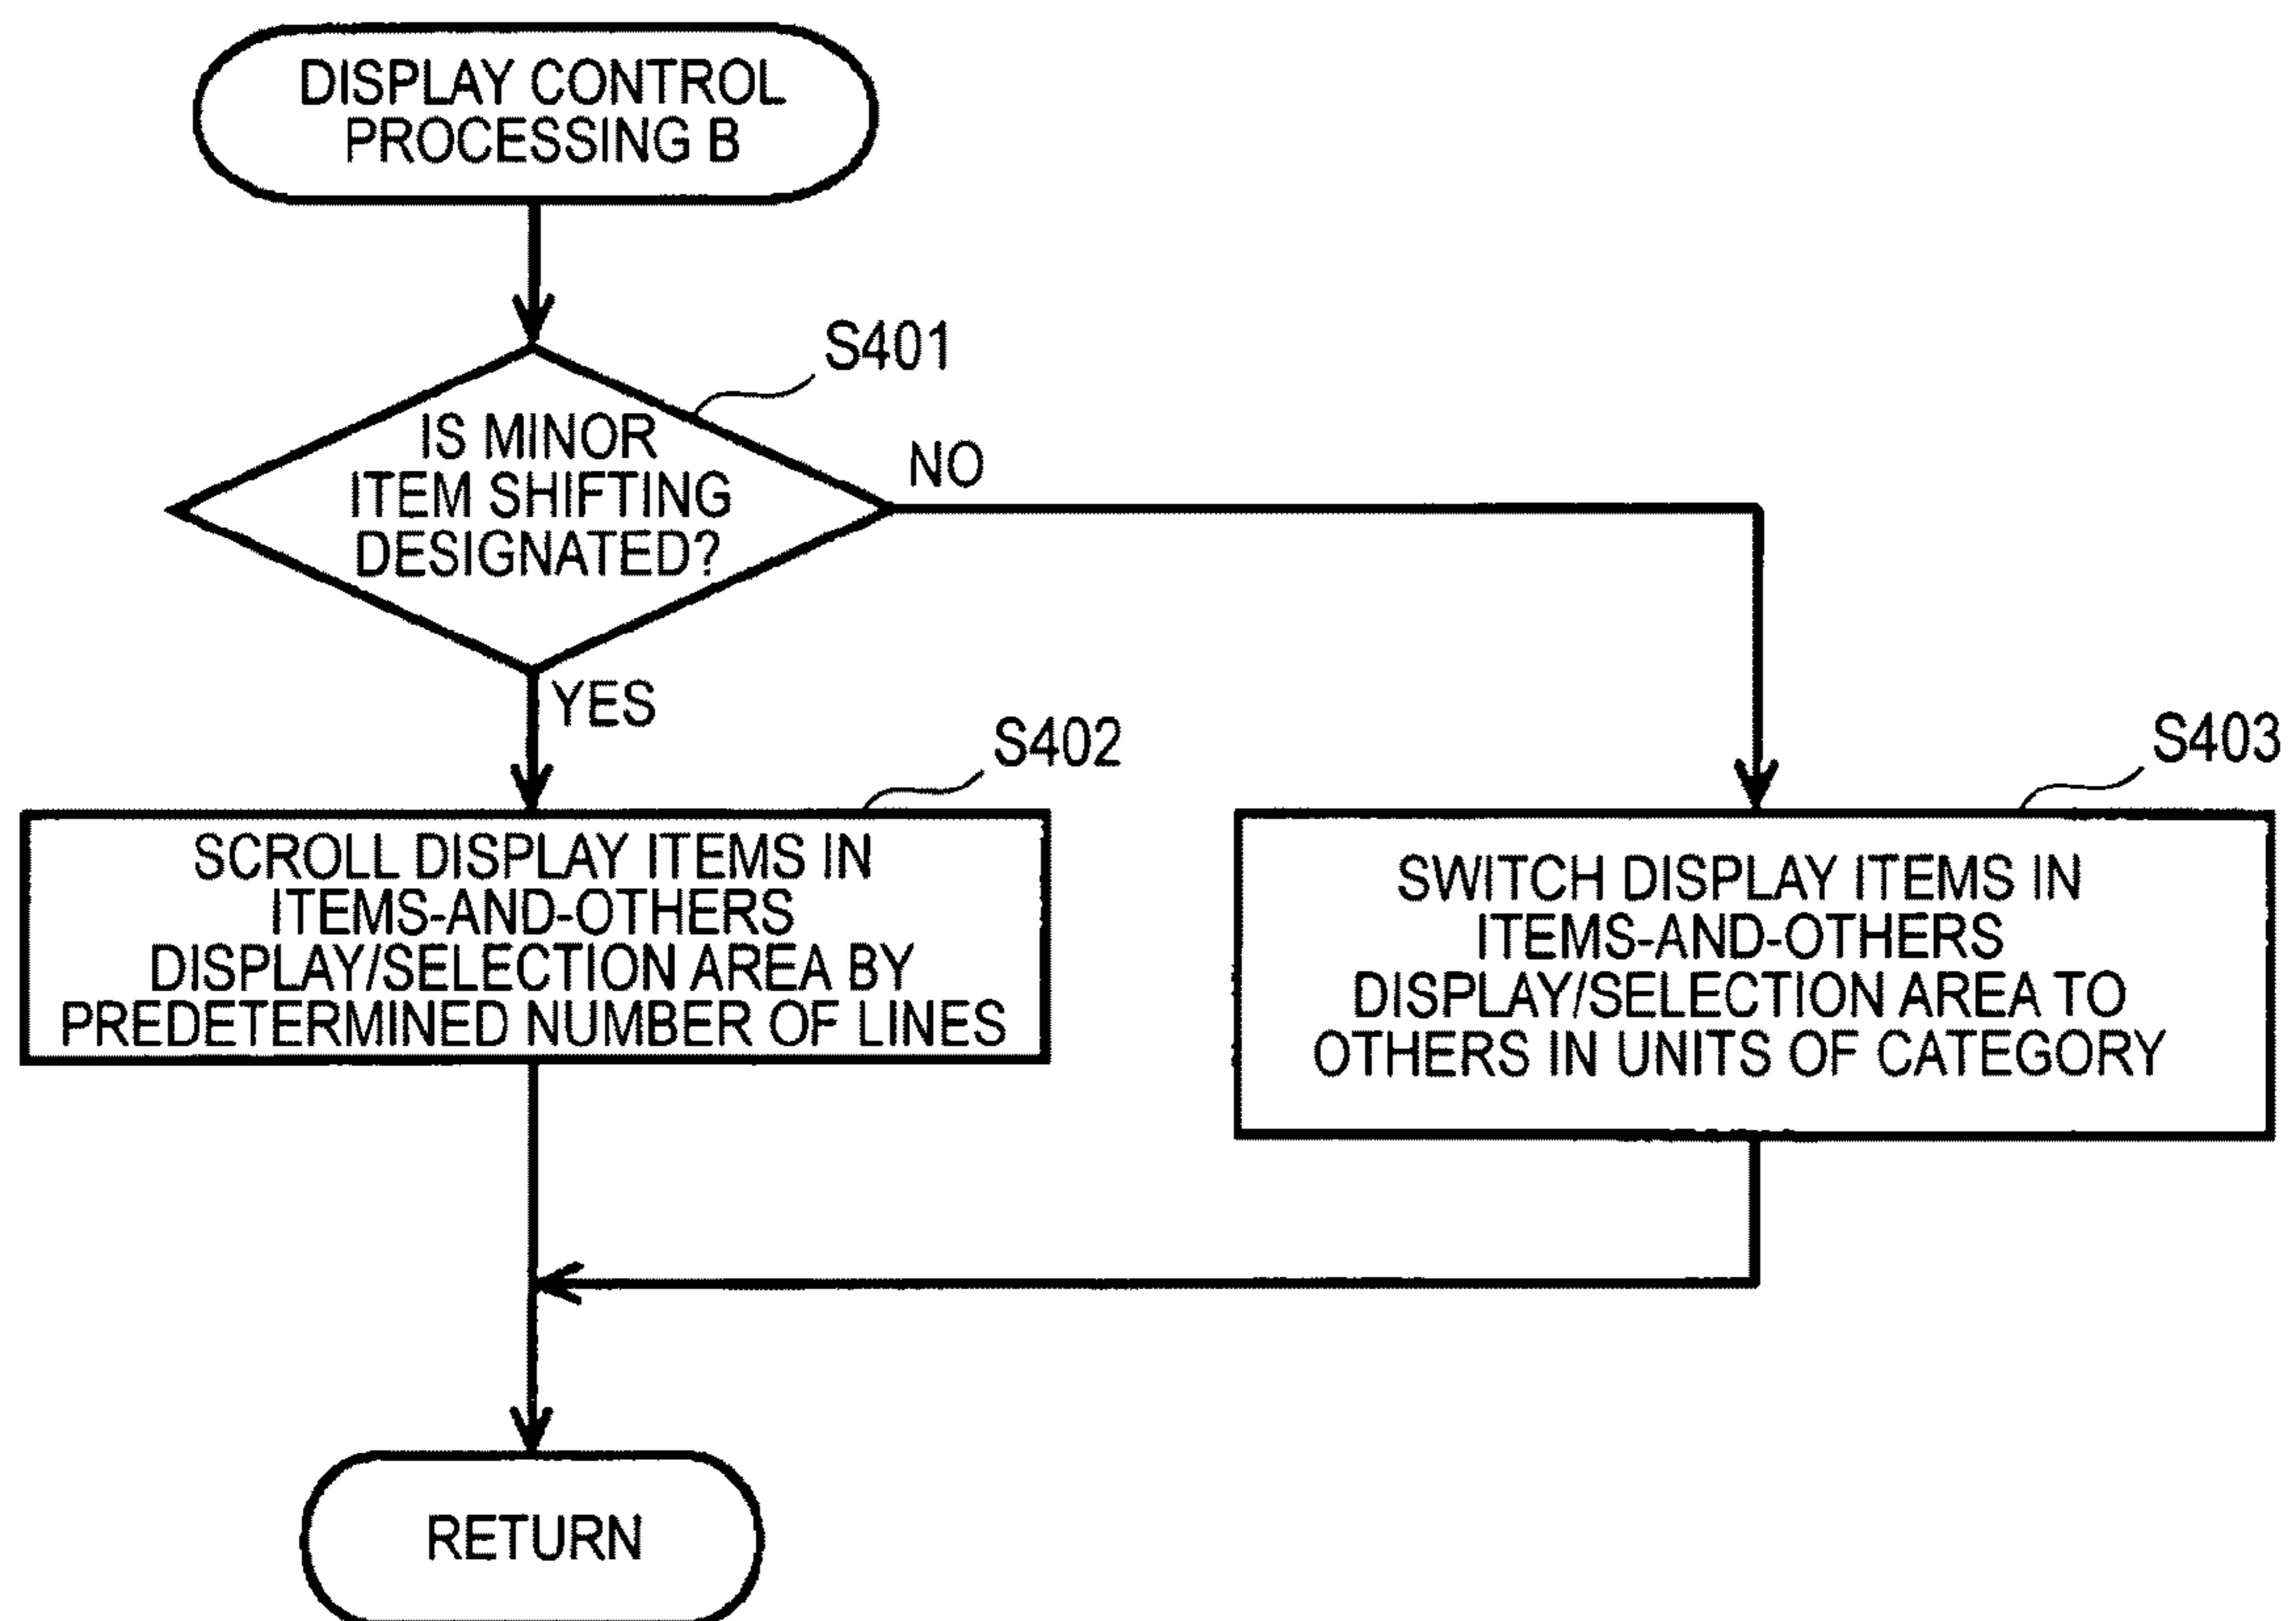 DISPLAY CONTROL
PROCESSING B
S401
IS MINOR
ITEM SHIFTING
DESIGNATED?
NO
YES
S402
SCROLL DISPLAY ITEMS IN
ITEMS-AND-OTHERS
DISPLAY/SELECTION AREA BY
PREDETERMINED NUMBER OF LINES
S403
SWITCH DISPLAY ITEMS IN
ITEMS-AND-OTHERS
DISPLAY/SELECTION AREA TO
OTHERS IN UNITS OF CATEGORY
RETURN